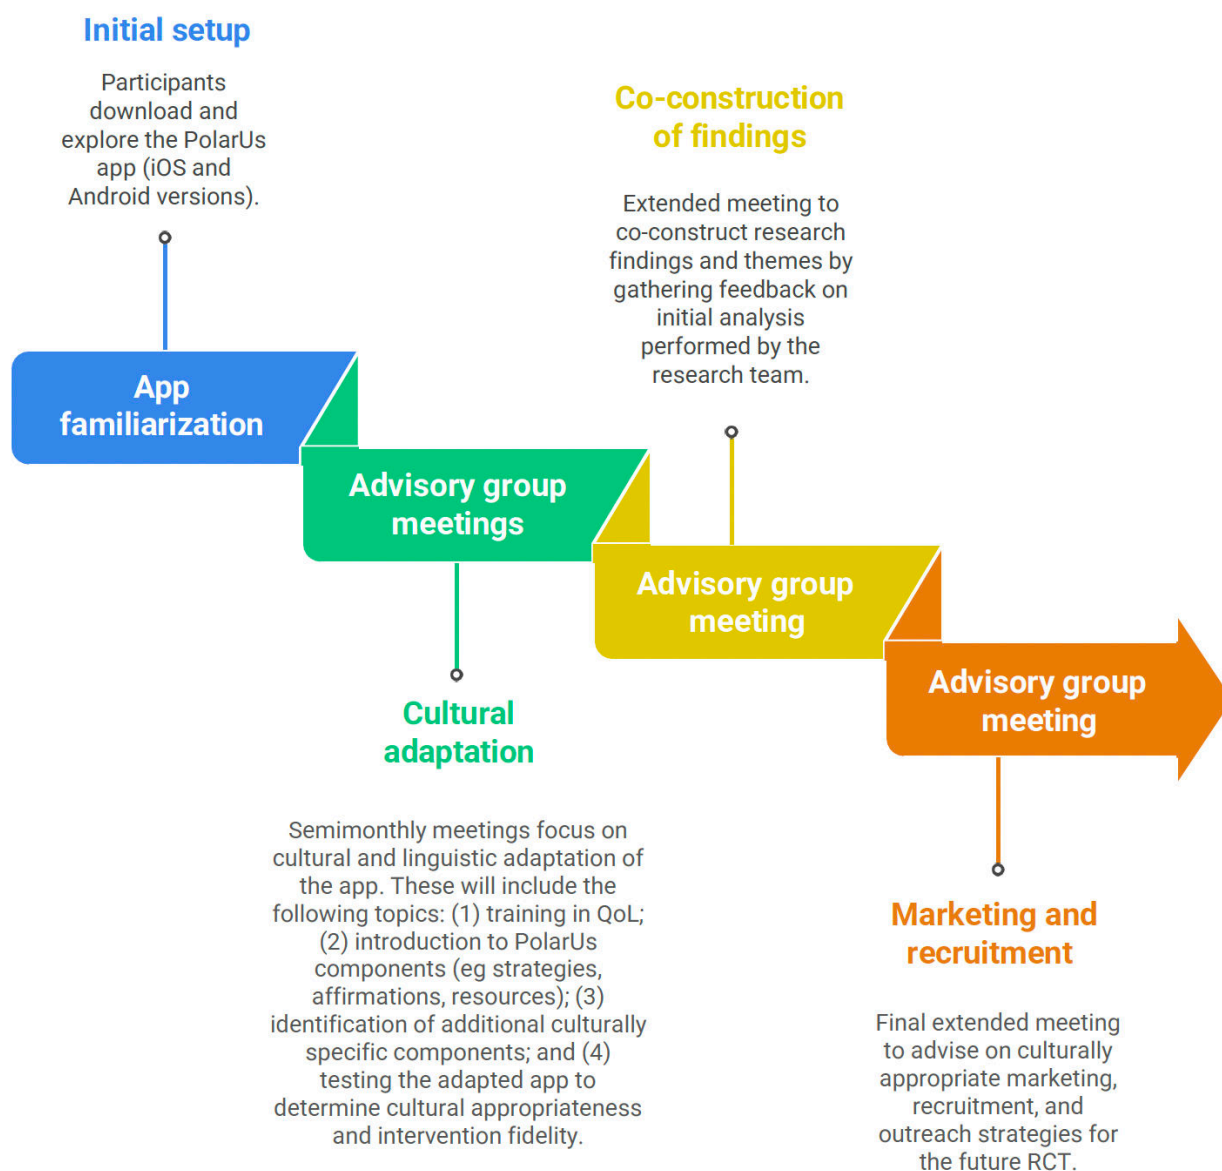 Initial setup
Participants
download and
explore the PolarUs
app (iOS and
Android versions).
App
familiarization
Advisory group
meetings
Cultural
adaptation
Semimonthly meetings focus on
cultural and linguistic adaptation of
the app. These will include the
following topics: (1) training in QoL;
(2) introduction to PolarUs
components (eg strategies,
affirmations, resources); (3)
identification of additional culturally
specific components; and (4)
testing the adapted app to
determine cultural appropriateness
and intervention fidelity.
Co-construction
of findings
Extended meeting to
co-construct research
findings and themes by
gathering feedback on
initial analysis
performed by the
research team.
Advisory group
meeting
Advisory group
meeting
Marketing and
recruitment
Final extended meeting
to advise on culturally
appropriate marketing,
recruitment, and
outreach strategies for
the future RCT.